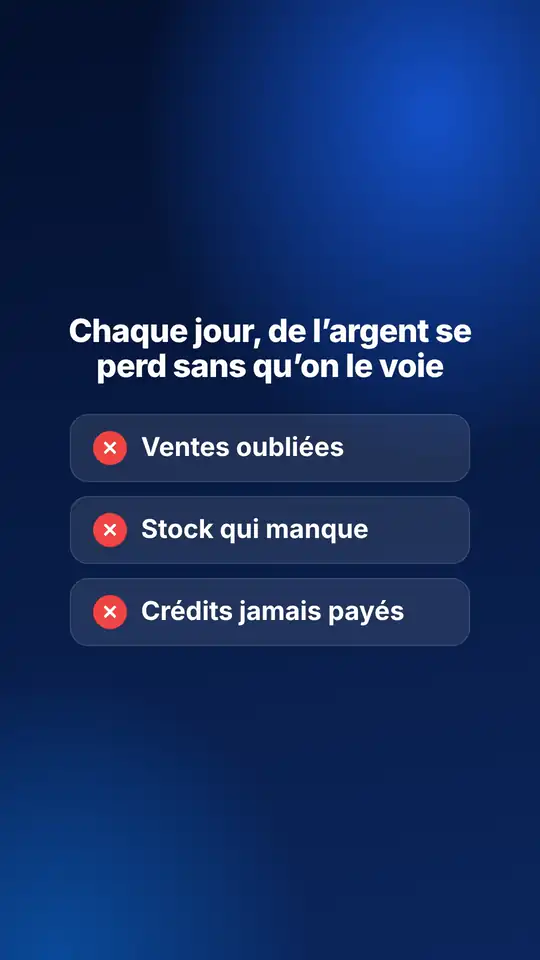 Chaque jour, de l’argent se
perd sans qu’on le voie
Ventes oubliées
Stock qui manque
Crédits jamais payés